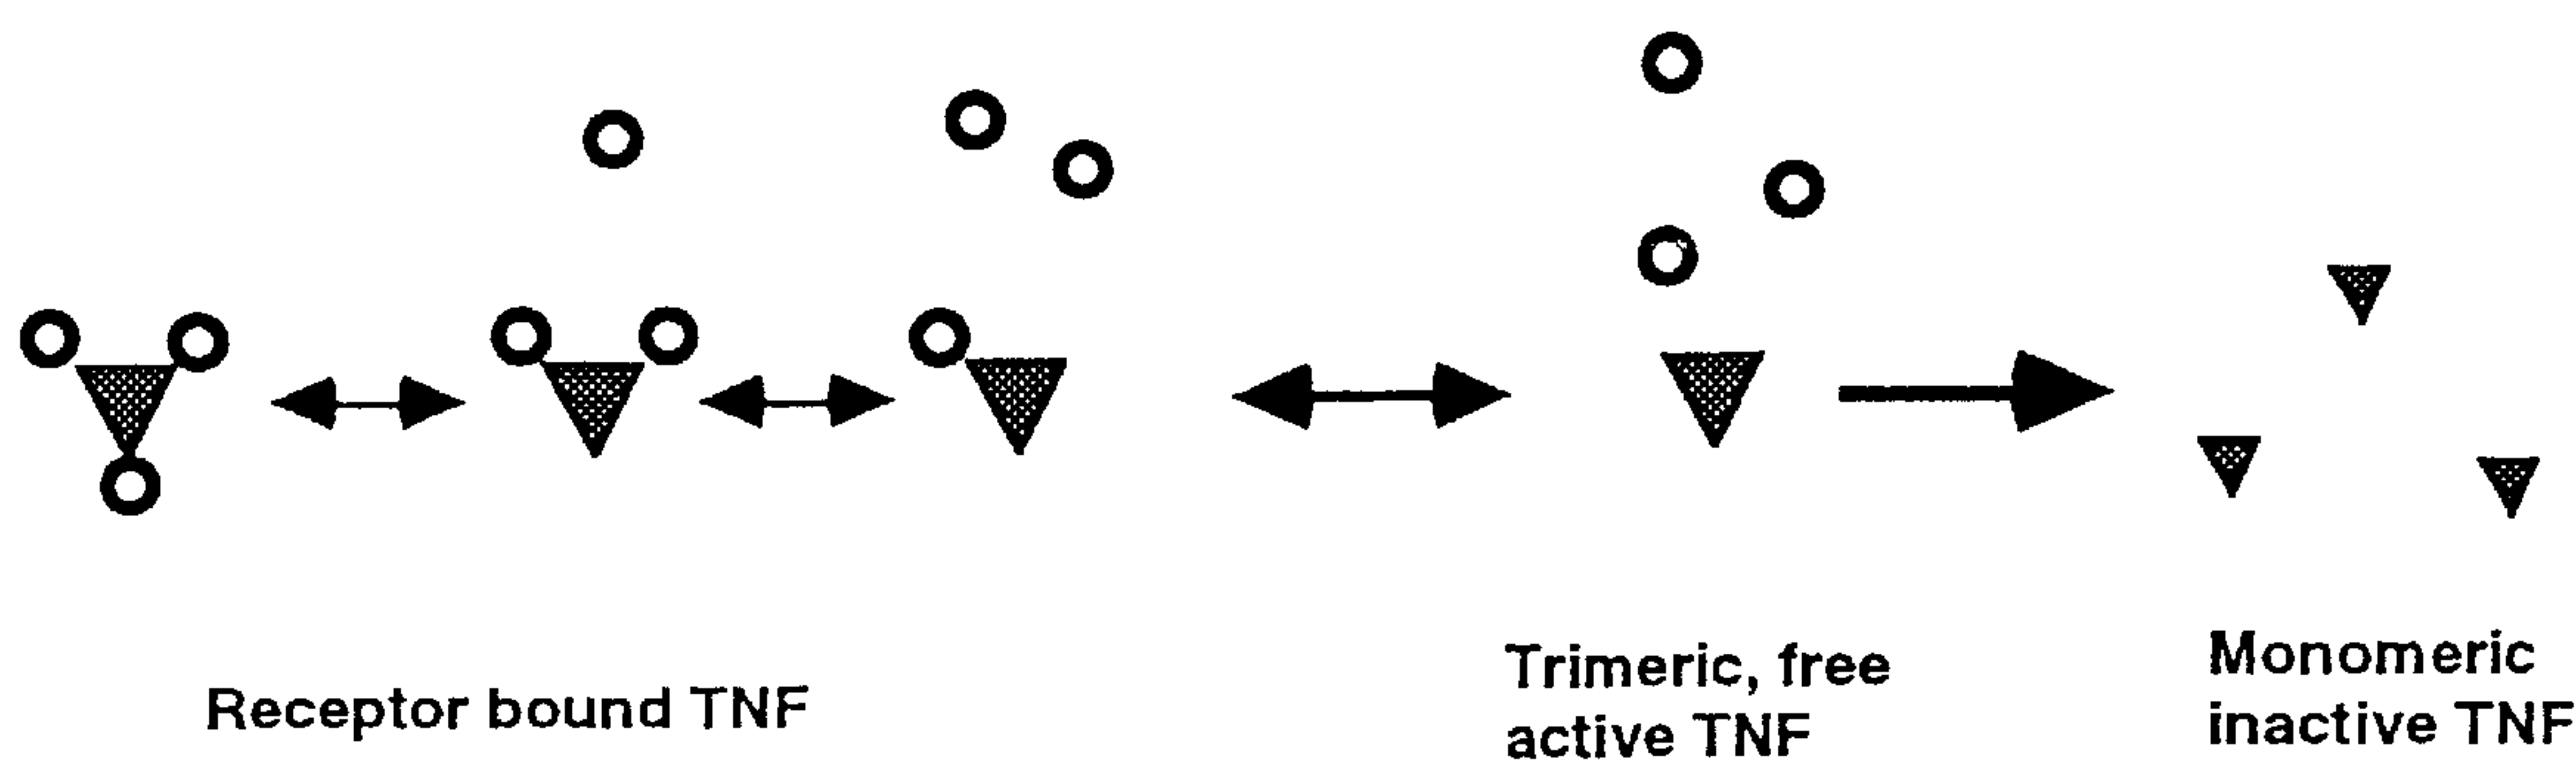 Receptor bound TNF
Trimeric, free
active TNF
Monomeric
inactive TNF